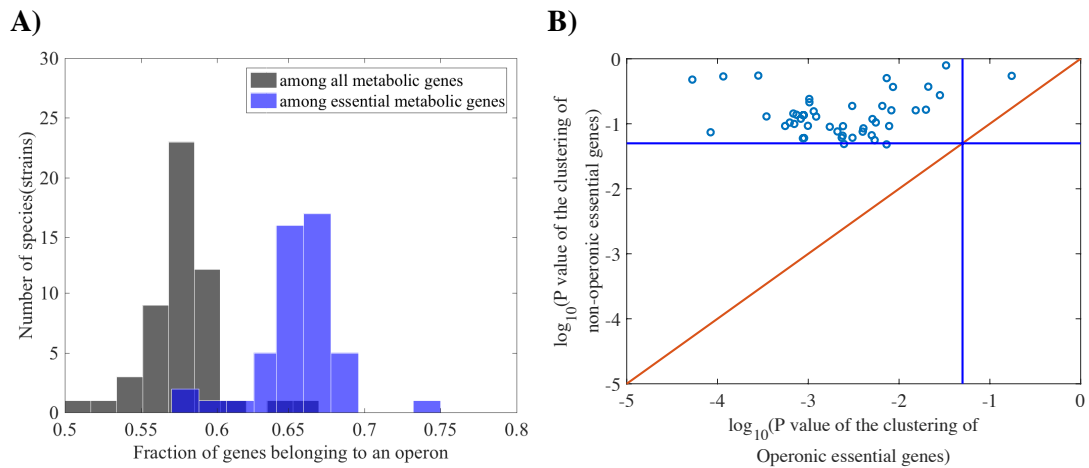 A)
30
25
20
15
10
5
0
Number of species(strains)
among all metabolic genes
among essential metabolic genes
0.5 0.55 0.6 0.65 0.7 0.75 0.8
Fraction of genes belonging to an operon
B)
0
-1
-2
-3
-4
-5
log10(P value of the clustering of
non-operonic essential genes)
-5 -4 -3 -2 -1 0
log10(P value of the clustering of
Operonic essential genes)